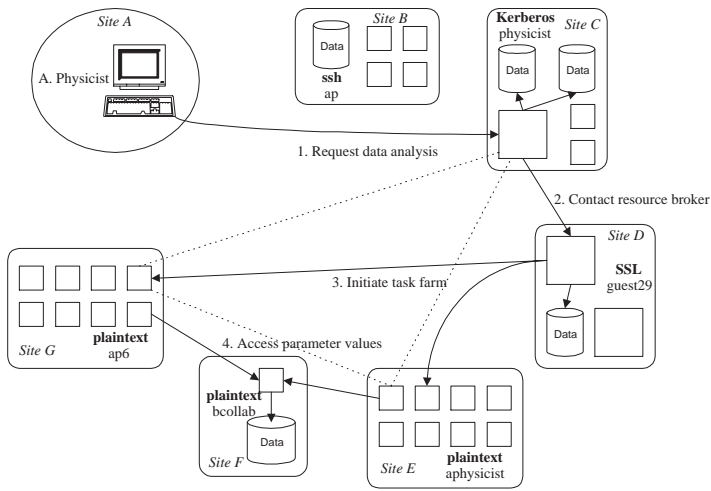 Site A
A. Physicist
Site B
Data
ssh
ap
Kerberos
physicist
Site C
Data
Data
1. Request data analysis
2. Contact resource broker
Site D
SSL
guest29
Data
3. Initiate task farm
plaintext
ap6
Site G
4. Access parameter values
plaintext
bcollab
Data
Site F
plaintext
aphysicist
Site E